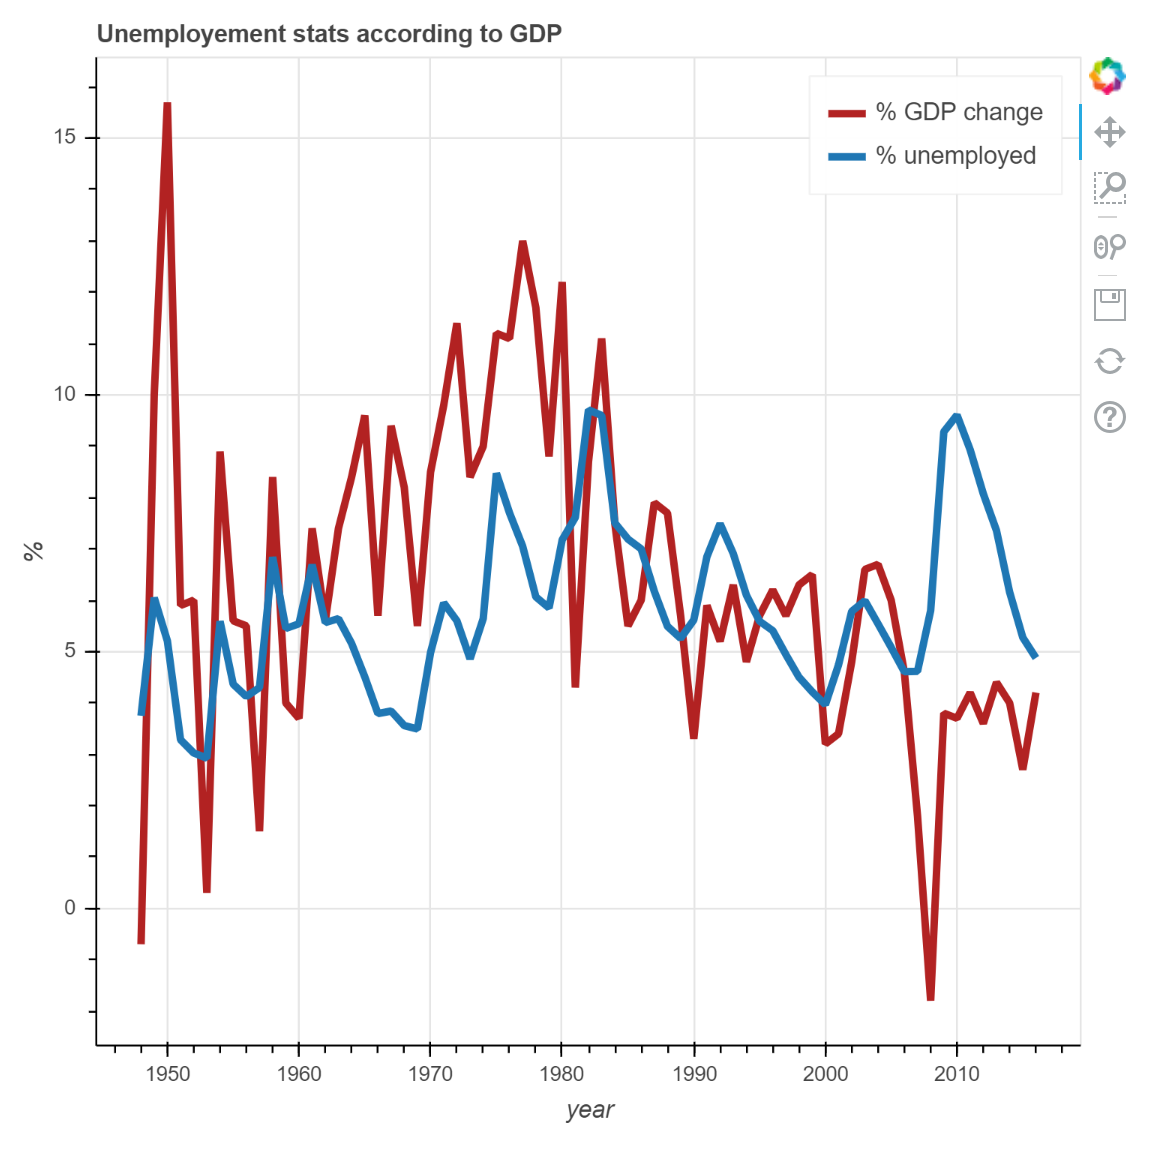 Unemployement stats according to GDP
% GDP change
% unemployed
15
10
5
0
%
1950 1960 1970 1980 1990 2000 2010
year